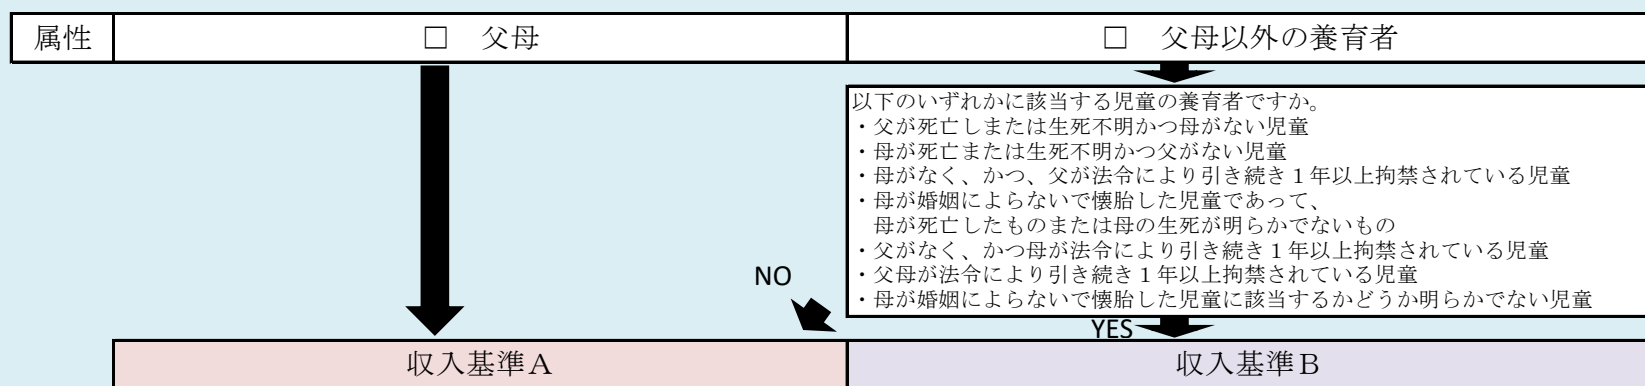 属性
□ 父母
□ 父母以外の養育者
以下のいずれかに該当する児童の養育者ですか。
・父が死亡しまたは生死不明かつ母がない児童
・母が死亡または生死不明かつ父がない児童
・母がなく、かつ、父が法令により引き続き１年以上拘禁されている児童
・母が婚姻によらないで懐胎した児童であって、
母が死亡したものまたは母の生死が明らかでないもの
・父がなく、かつ母が法令により引き続き１年以上拘禁されている児童
・父母が法令により引き続き１年以上拘禁されている児童
・母が婚姻によらないで懐胎した児童に該当するかどうか明らかでない児童
NO
YES
収入基準Ａ
収入基準Ｂ